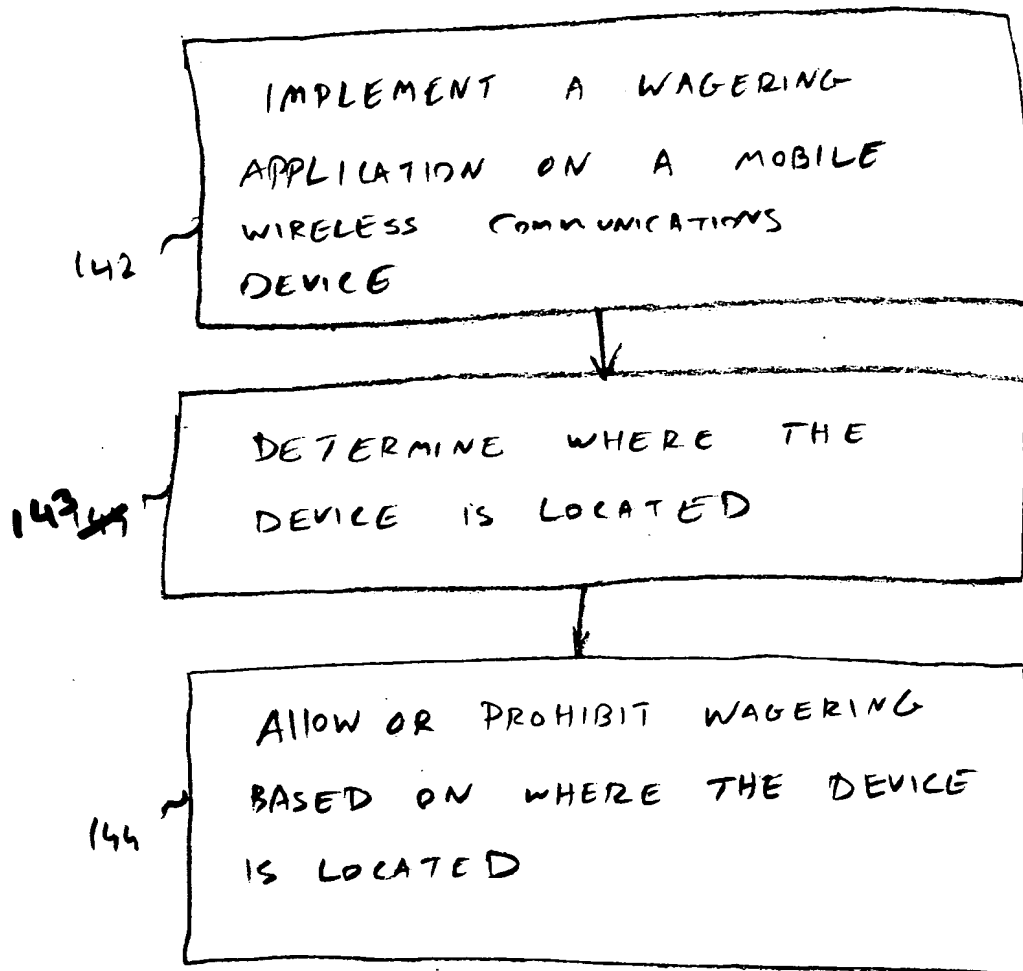 IMPLEMENT A WAGERING
APPLICATION ON A MOBILE
WIRELESS COMMUNICATIONS
DEVICE
142
DETERMINE WHERE THE
DEVICE IS LOCATED
143
ALLOW OR PROHIBIT WAGERING
BASED ON WHERE THE DEVICE
IS LOCATED
144